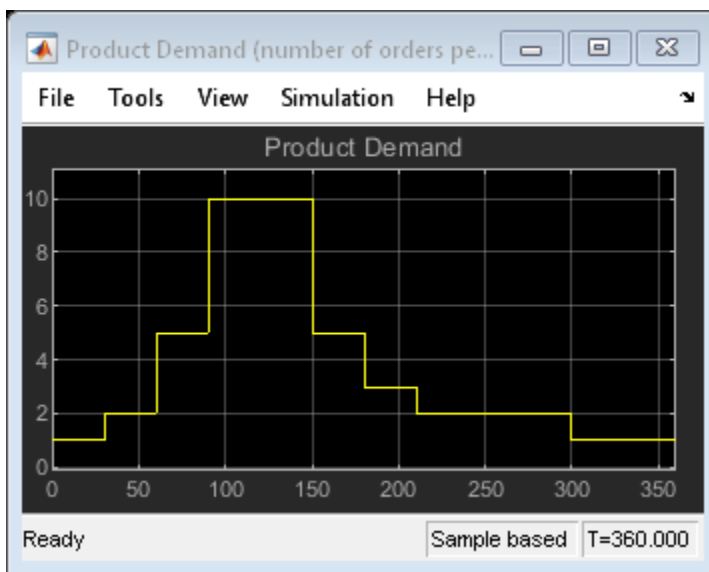 Product Demand (number of orders pe...
File Tools View Simulation Help
Product Demand
10
8
6
4
2
0
0 50 100 150 200 250 300 350
Ready Sample based T=360.000